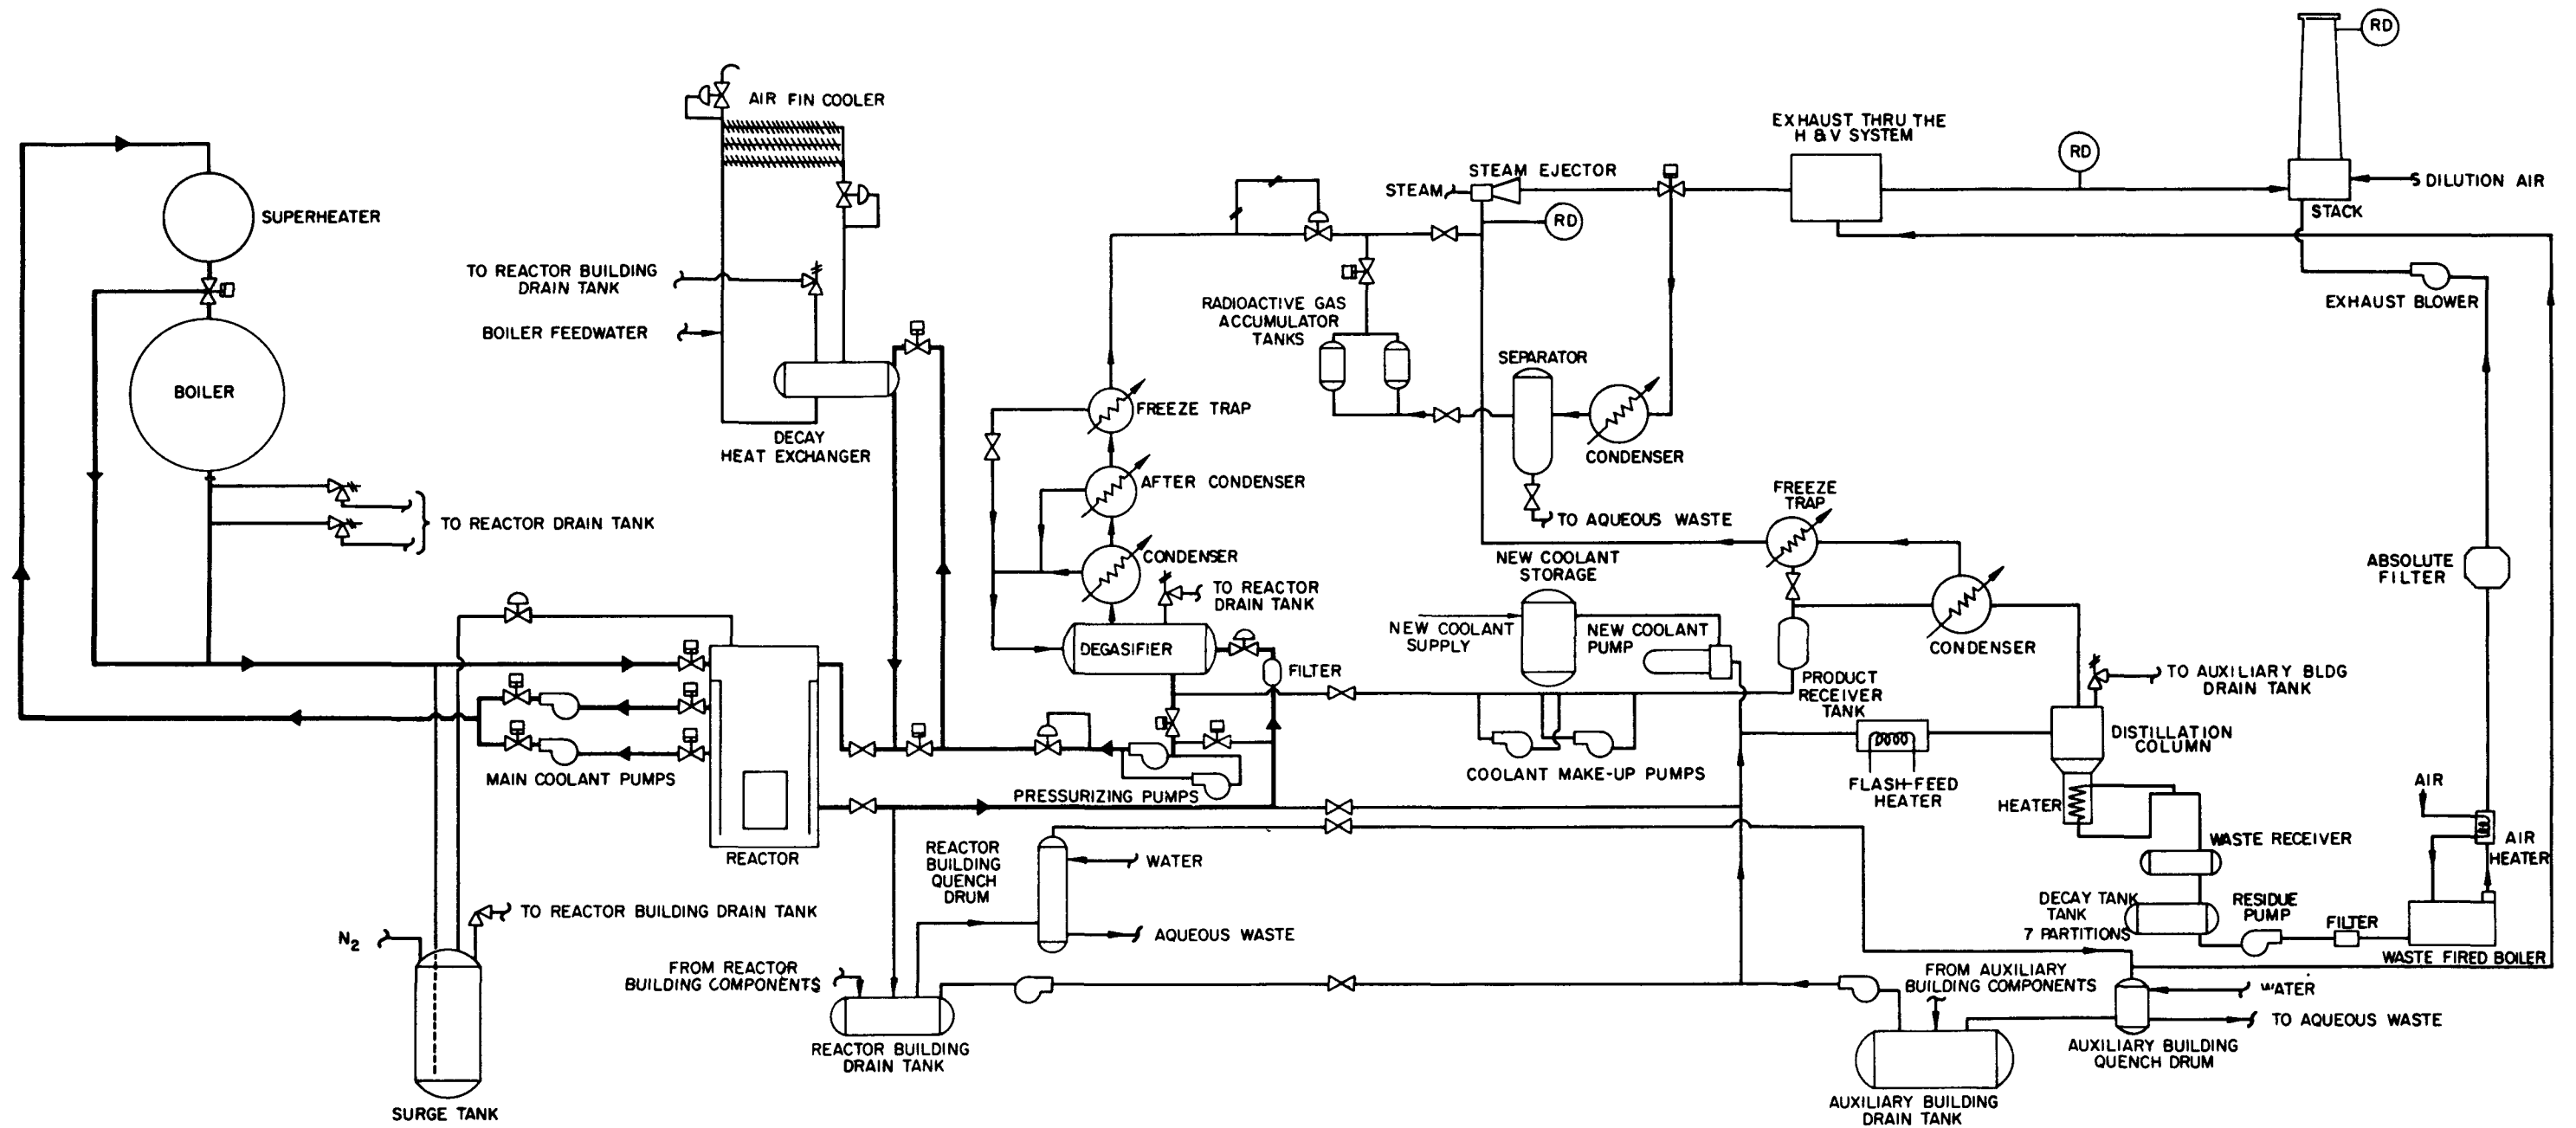 RD
AIR FIN COOLER
EXHAUST THRU THE
H & V SYSTEM
RD
STEAM EJECTOR
STEAM
DILUTION AIR
STACK
SUPERHEATER
RD
TO REACTOR BUILDING
DRAIN TANK
BOILER FEEDWATER
RADIOACTIVE GAS
ACCUMULATOR
TANKS
EXHAUST BLOWER
SEPARATOR
BOILER
FREEZE TRAP
DECAY
HEAT EXCHANGER
CONDENSER
AFTER CONDENSER
FREEZE
TRAP
TO REACTOR DRAIN TANK
TO AQUEOUS WASTE
CONDENSER
NEW COOLANT
STORAGE
ABSOLUTE
FILTER
TO REACTOR
DRAIN TANK
NEW COOLANT
SUPPLY
NEW COOLANT
PUMP
CONDENSER
DEGASIFIER
FILTER
PRODUCT
RECEIVER
TANK
TO AUXILIARY BLDG
DRAIN TANK
DISTILLATION
COLUMN
MAIN COOLANT PUMPS
COOLANT MAKE-UP PUMPS
FLASH-FEED
HEATER
AIR
PRESSURIZING PUMPS
HEATER
REACTOR
REACTOR
BUILDING
QUENCH
DRUM
WATER
WASTE RECEIVER
AIR
HEATER
TO REACTOR BUILDING DRAIN TANK
DECAY TANK
TANK
7 PARTITIONS
RESIDUE
PUMP
FILTER
N2
AQUEOUS WASTE
WASTE FIRED BOILER
FROM REACTOR
BUILDING COMPONENTS
FROM AUXILIARY
BUILDING COMPONENTS
WATER
TO AQUEOUS WASTE
REACTOR BUILDING
DRAIN TANK
AUXILIARY BUILDING
QUENCH DRUM
SURGE TANK
AUXILIARY BUILDING
DRAIN TANK